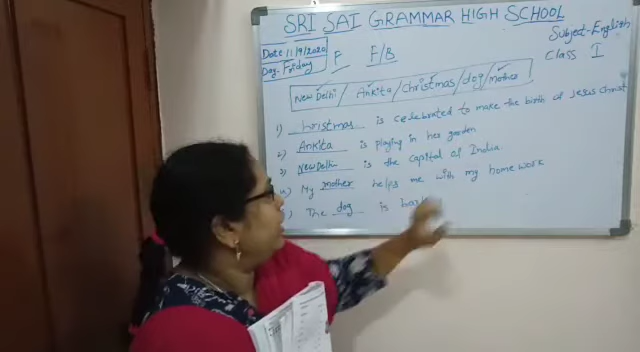 SRI SAI GRAMMAR HIGH SCHOOL
Subject-English
Date 11/9/2020
Day. Friday
F/B
Class I
New Delhi / Ankita / Christmas / dog / mother
1) Christmas is celebrated to make the birth of Jesus Christ
2) Ankita is playing in her garden
3) New Delhi is the capital of India.
4) My mother helps me with my home work
) The dog is